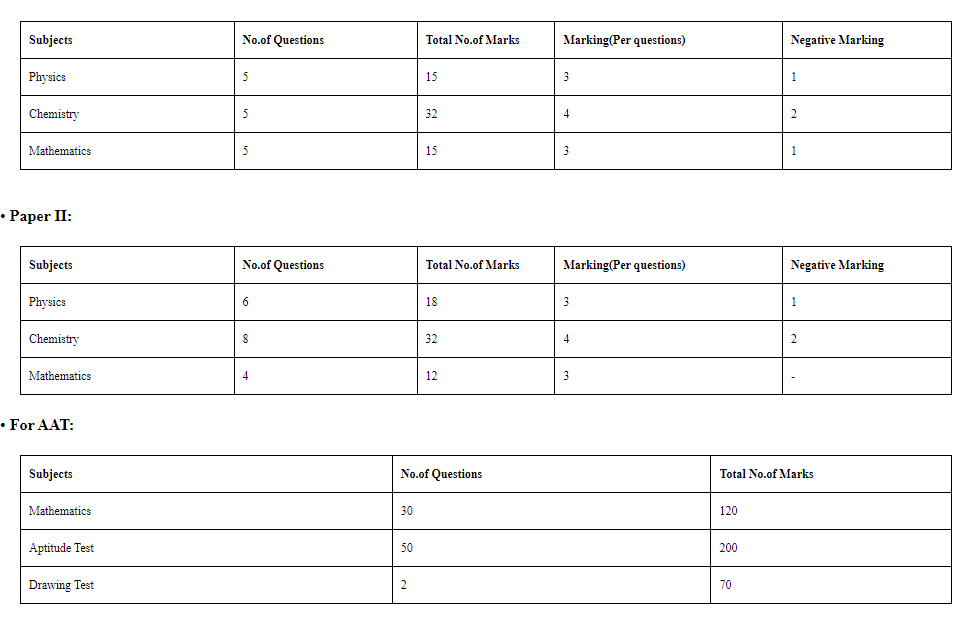 Subjects No.of Questions Total No.of Marks Marking(Per questions) Negative Marking
Physics 5 15 3 1
Chemistry 5 32 4 2
Mathematics 5 15 3 1
• Paper II:
Subjects No.of Questions Total No.of Marks Marking(Per questions) Negative Marking
Physics 6 18 3 1
Chemistry 8 32 4 2
Mathematics 4 12 3 -
• For AAT:
Subjects No.of Questions Total No.of Marks
Mathematics 30 120
Aptitude Test 50 200
Drawing Test 2 70